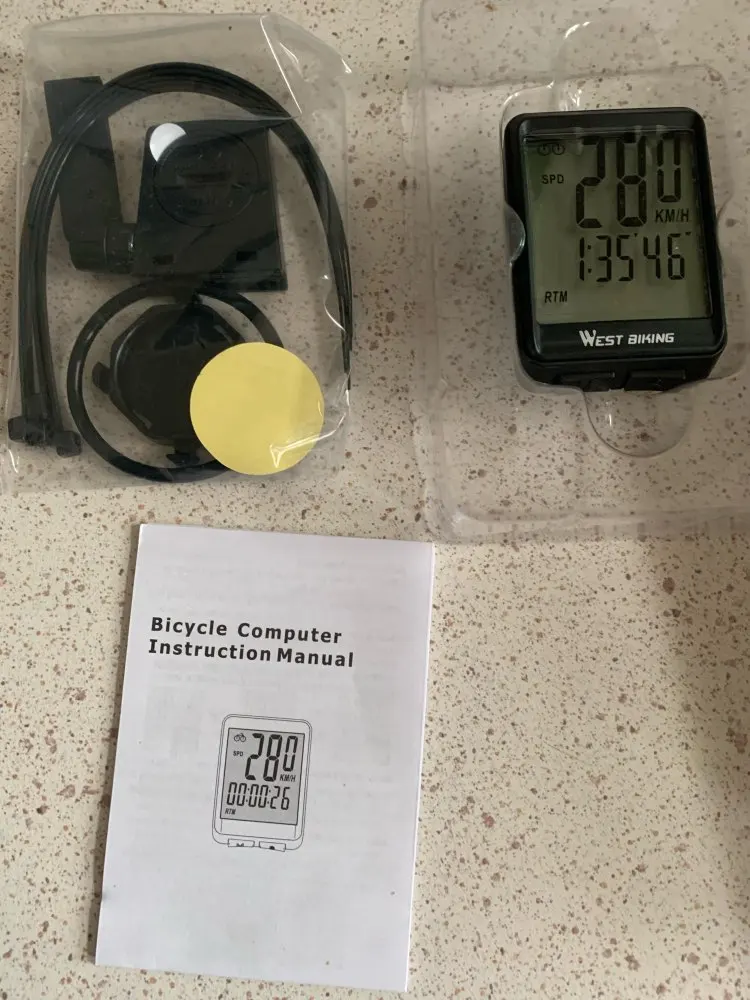 SPD
280
KM/H
1:35'46"
RTM
WEST BIKING
Bicycle Computer
Instruction Manual
SPD
280
KM/H
00:00:26
RTM